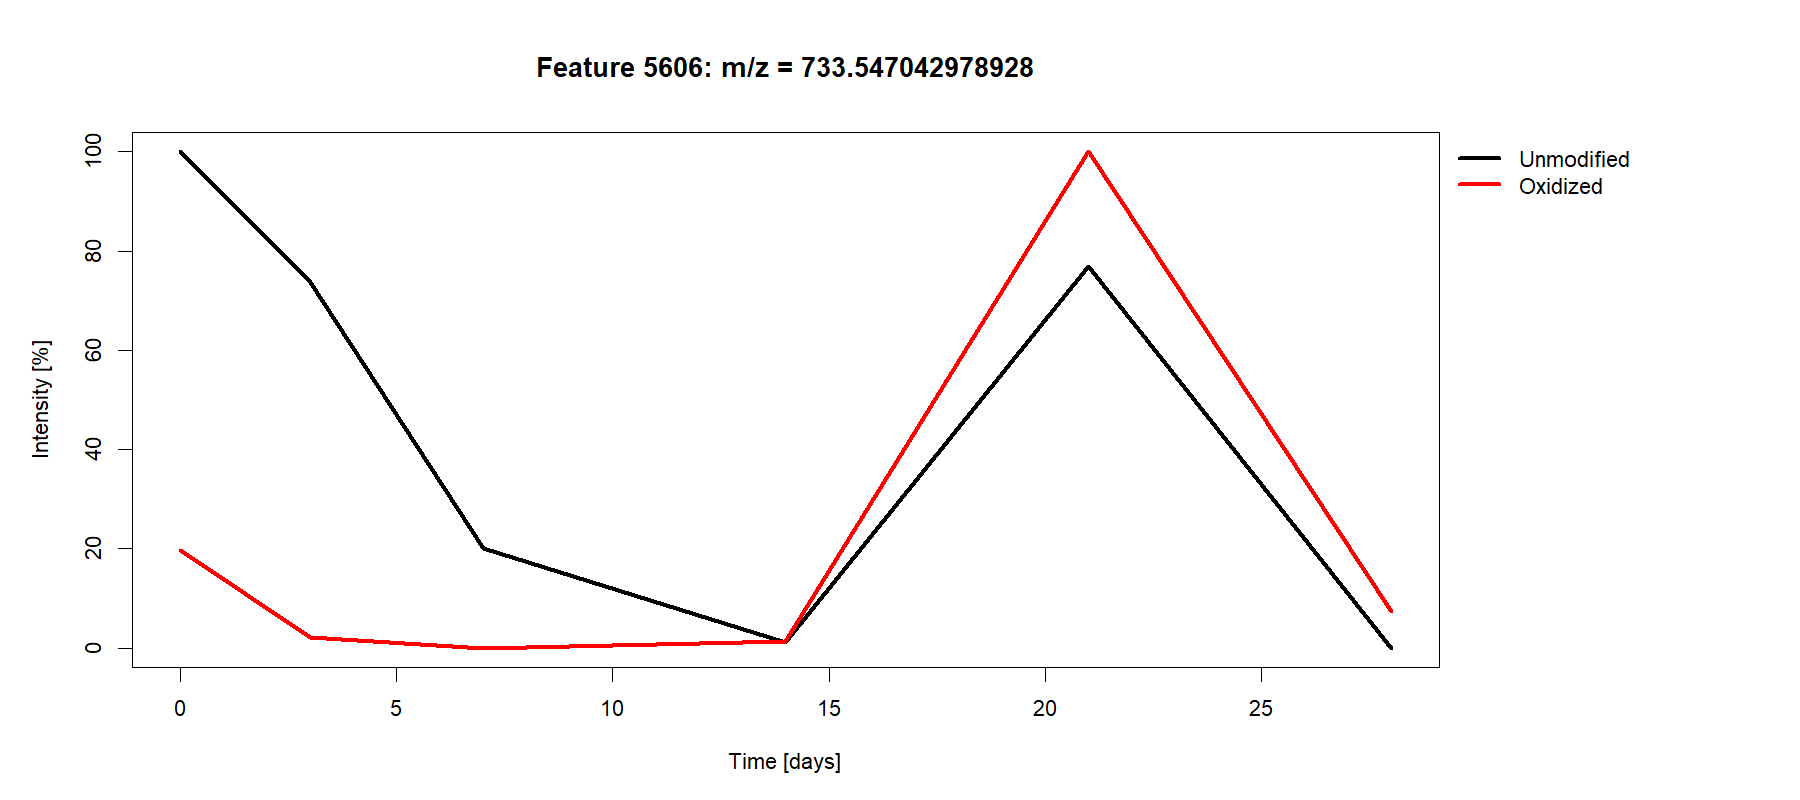 Feature 5606: m/z = 733.547042978928
Unmodified
Oxidized
Intensity [%]
100
80
60
40
20
0
0 5 10 15 20 25
Time [days]